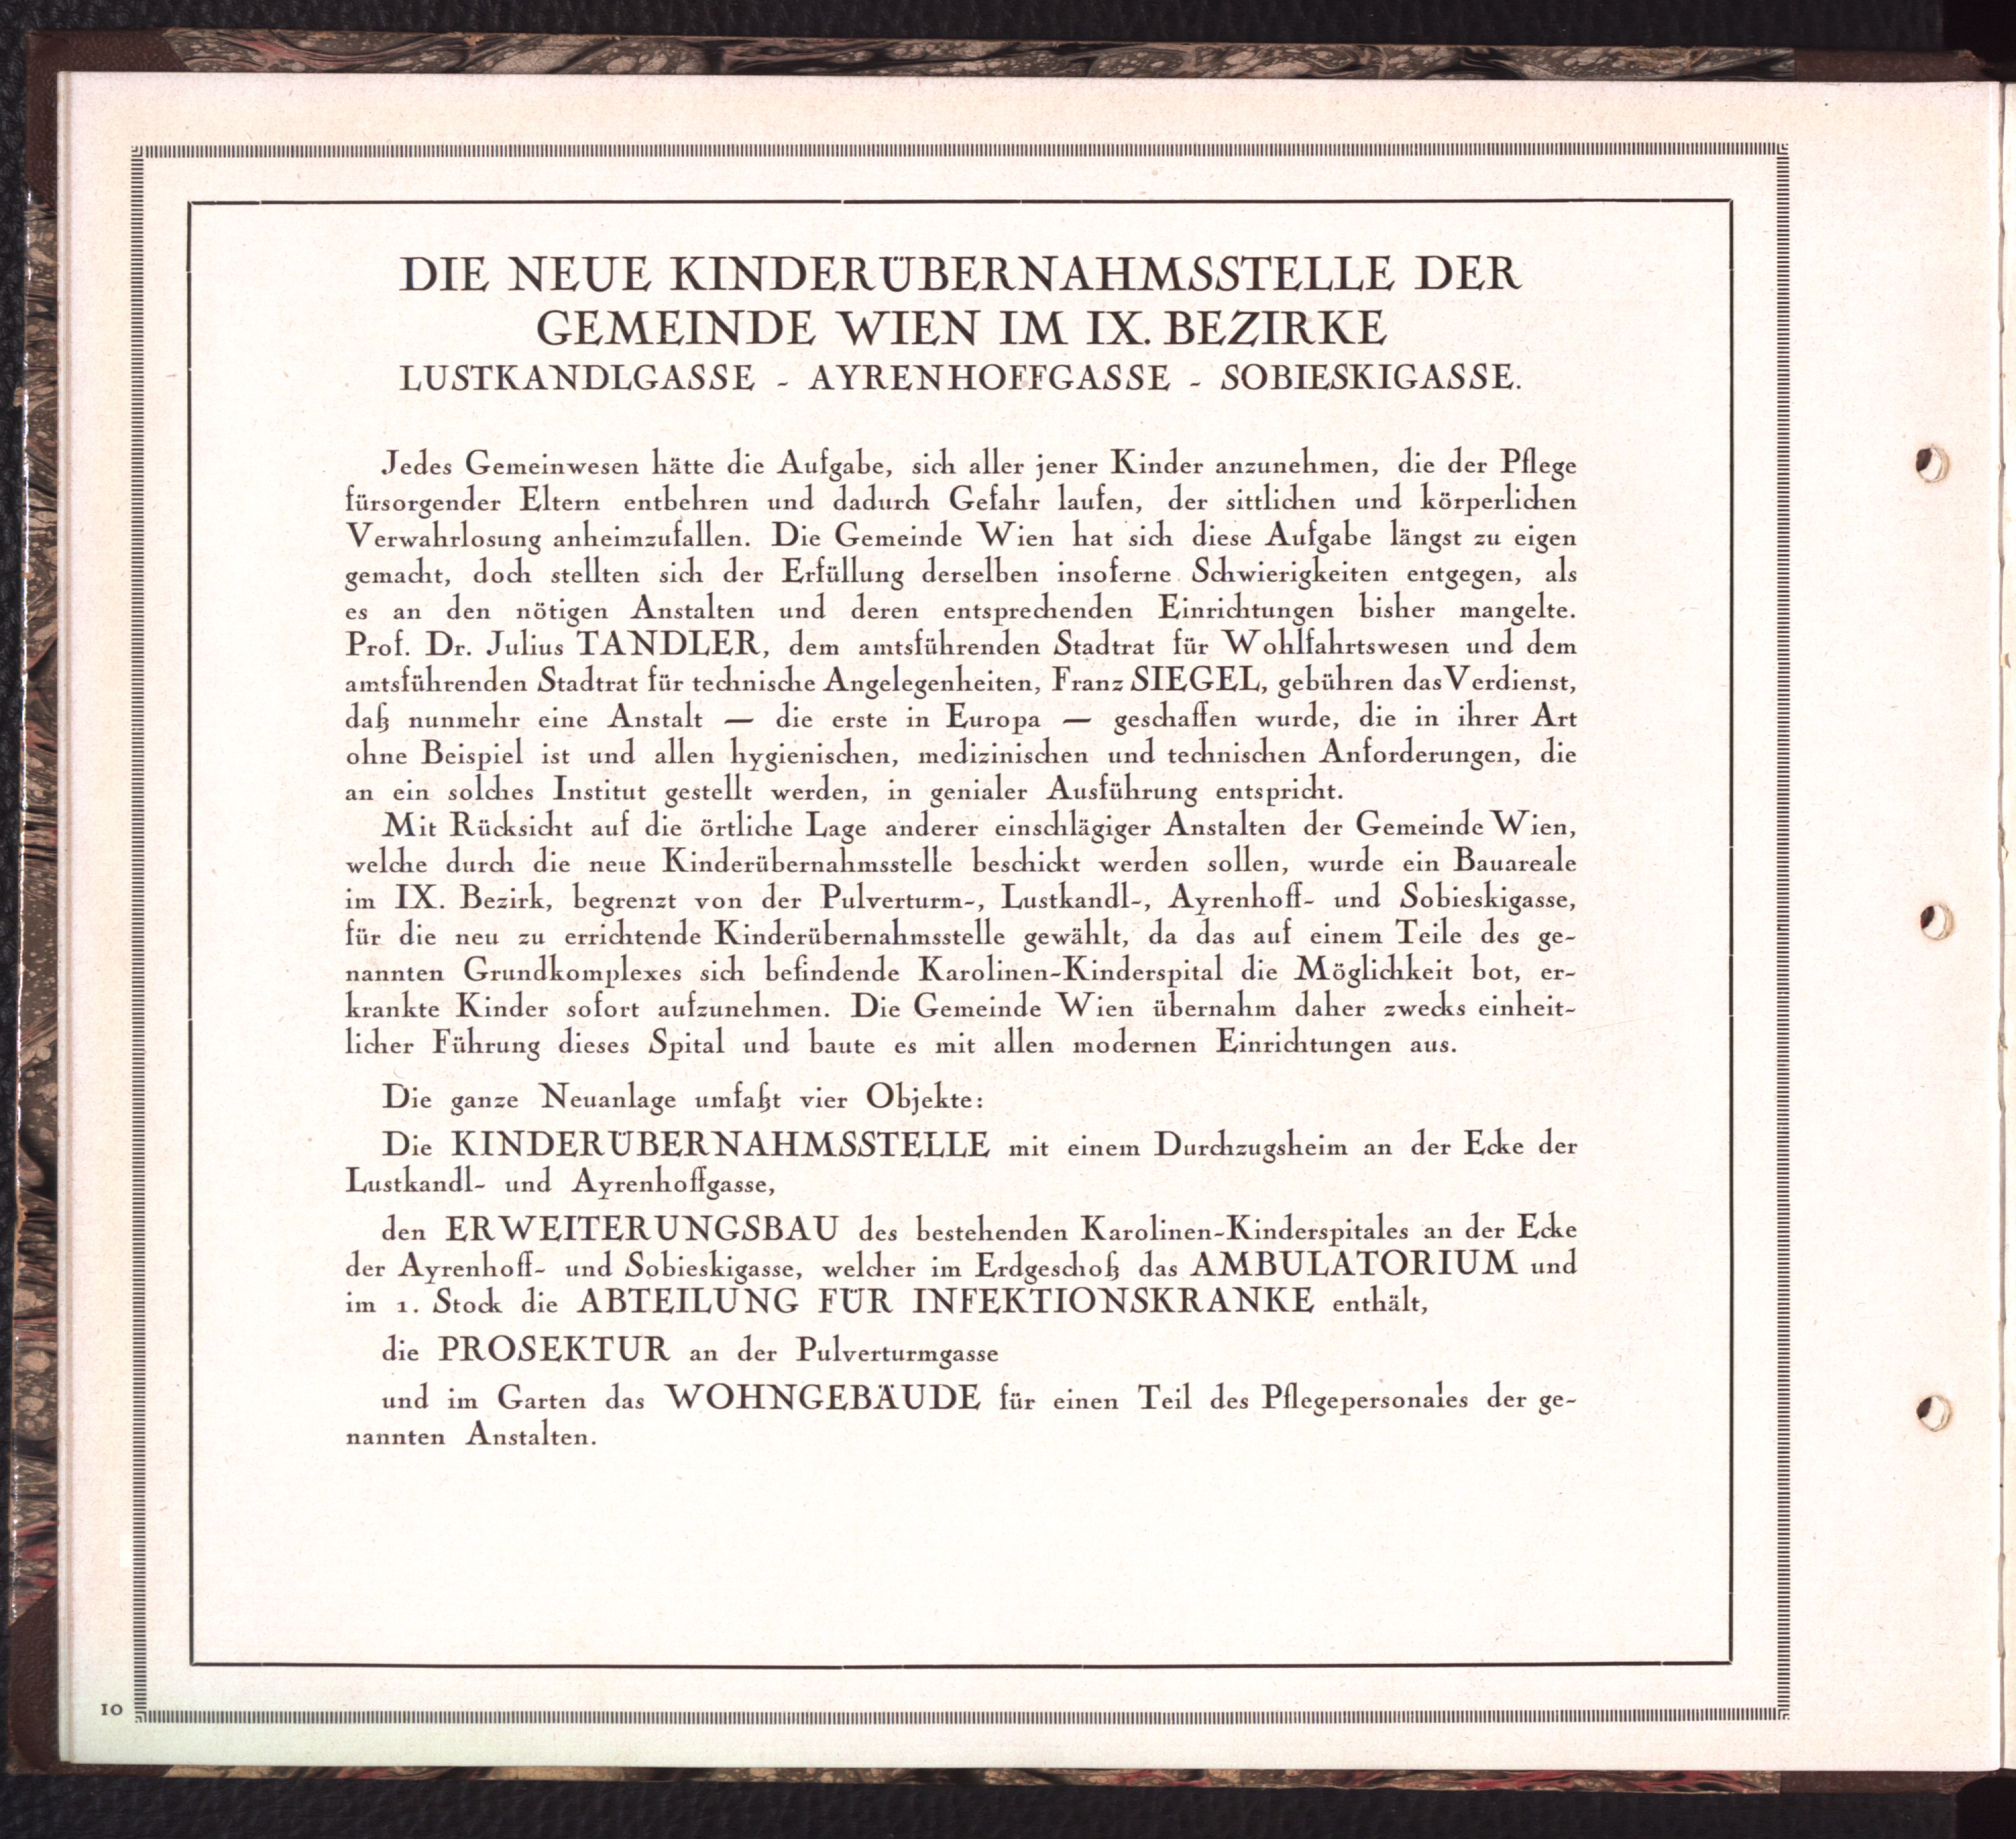 DIE NEUE KINDERÜBERNAHMSSTELLE DER
GEMEINDE WIEN IM IX. BEZIRKE
LUSTKANDLGASSE - AYRENHOFFGASSE - SOBIESKIGASSE.
Jedes Gemeinwesen hätte die Aufgabe, sich aller jener Kinder anzunehmen, die der Pflege
fürsorgender Eltern entbehren und dadurch Gefahr laufen, der sittlichen und körperlichen
Verwahrlosung anheimzufallen. Die Gemeinde Wien hat sich diese Aufgabe längst zu eigen
gemacht, doch stellten sich der Erfüllung derselben insoferne Schwierigkeiten entgegen, als
es an den nötigen Anstalten und deren entsprechenden Einrichtungen bisher mangelte.
Prof. Dr. Julius TANDLER, dem amtsführenden Stadtrat für Wohlfahrtswesen und dem
amtsführenden Stadtrat für technische Angelegenheiten, Franz SIEGEL, gebühren das Verdienst,
daß nunmehr eine Anstalt — die erste in Europa — geschaffen wurde, die in ihrer Art
ohne Beispiel ist und allen hygienischen, medizinischen und technischen Anforderungen, die
an ein solches Institut gestellt werden, in genialer Ausführung entspricht.
Mit Rücksicht auf die örtliche Lage anderer einschlägiger Anstalten der Gemeinde Wien,
welche durch die neue Kinderübernahmsstelle beschickt werden sollen, wurde ein Bauareale
im IX. Bezirk, begrenzt von der Pulverturm-, Lustkandl-, Ayrenhoff- und Sobieskigasse,
für die neu zu errichtende Kinderübernahmsstelle gewählt, da das auf einem Teile des ge-
nannten Grundkomplexes sich befindende Karolinen-Kinderspital die Möglichkeit bot, er-
krankte Kinder sofort aufzunehmen. Die Gemeinde Wien übernahm daher zwecks einheit-
licher Führung dieses Spital und baute es mit allen modernen Einrichtungen aus.
Die ganze Neuanlage umfaßt vier Objekte:
Die KINDERÜBERNAHMSSTELLE mit einem Durchzugsheim an der Ecke der
Lustkandl- und Ayrenhoffgasse,
den ERWEITERUNGSBAU des bestehenden Karolinen-Kinderspitales an der Ecke
der Ayrenhoff- und Sobieskigasse, welcher im Erdgeschoß das AMBULATORIUM und
im 1. Stock die ABTEILUNG FÜR INFEKTIONSKRANKE enthält,
die PROSEKTUR an der Pulverturmgasse
und im Garten das WOHNGEBÄUDE für einen Teil des Pflegepersonales der ge-
nannten Anstalten.
10